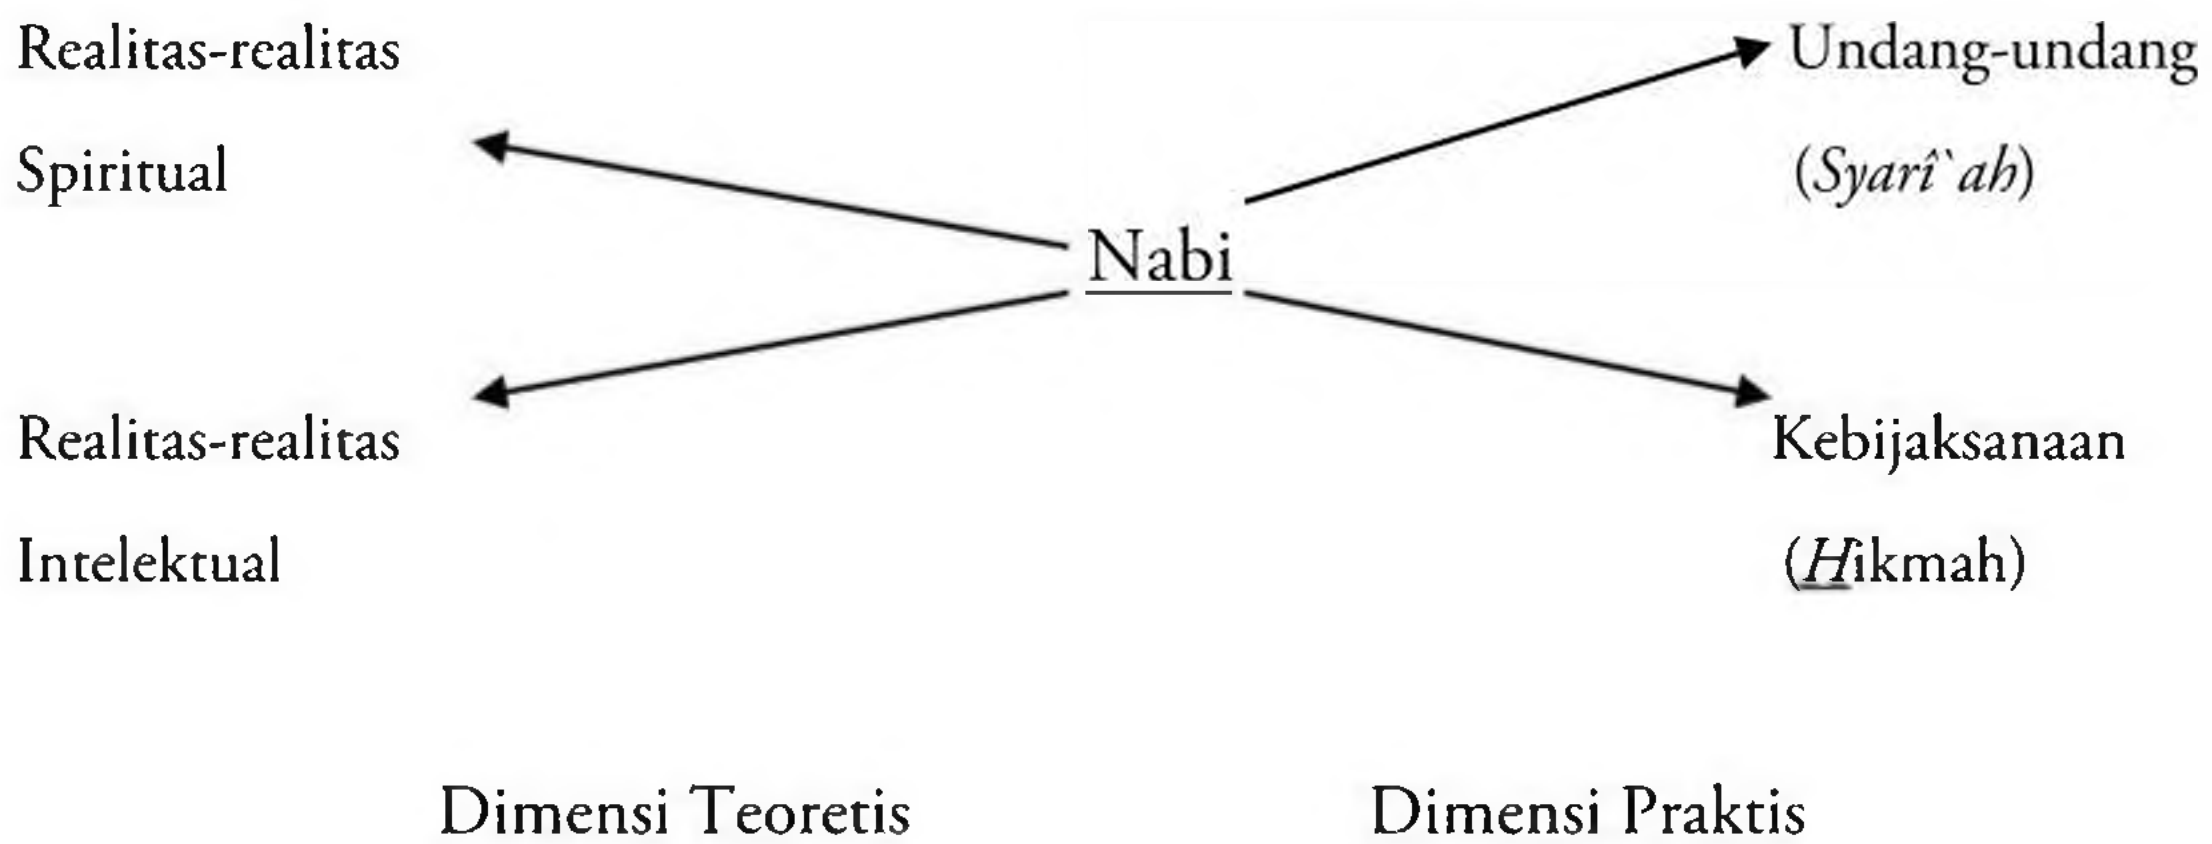 Realitas-realitas
Spiritual
Undang-undang
(Syarî`ah)
Nabi
Realitas-realitas
Intelektual
Kebijaksanaan
(Hikmah)
Dimensi Teoretis
Dimensi Praktis